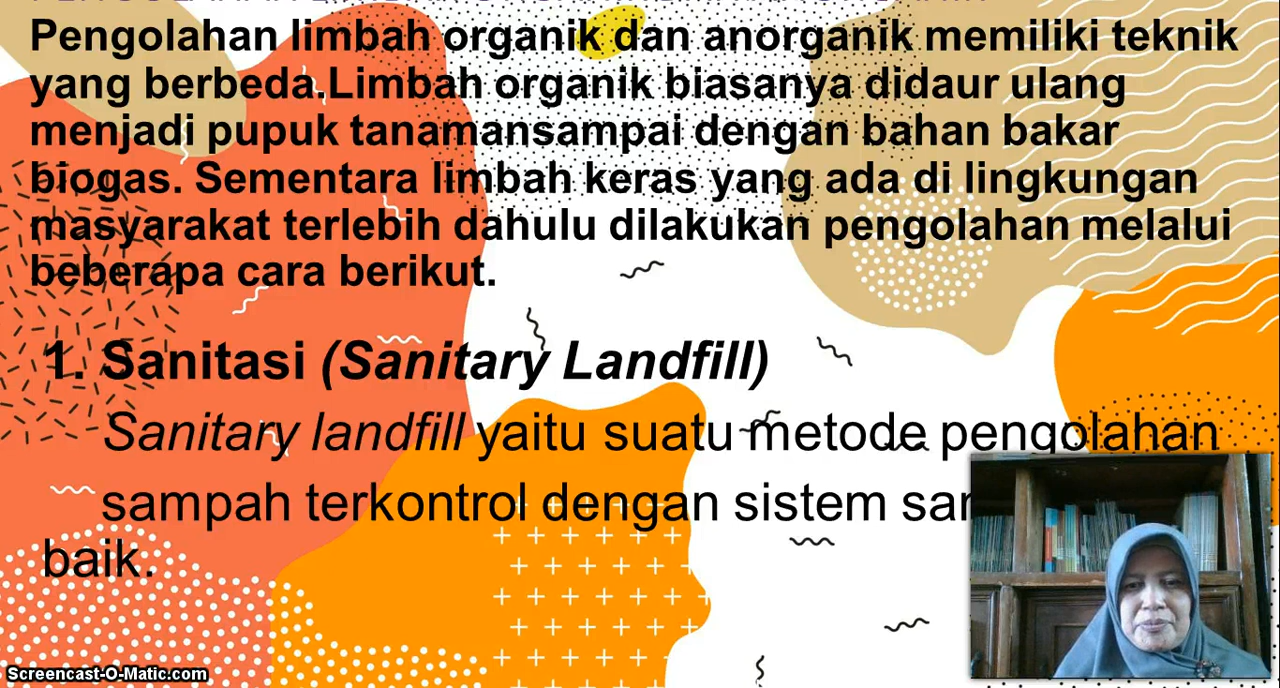 Pengolahan limbah organik dan anorganik memiliki teknik
yang berbeda.Limbah organik biasanya didaur ulang
menjadi pupuk tanamansampai dengan bahan bakar
biogas. Sementara limbah keras yang ada di lingkungan
masyarakat terlebih dahulu dilakukan pengolahan melalui
beberapa cara berikut.
1. Sanitasi (Sanitary Landfill)
Sanitary landfill yaitu suatu metode pengolahan
sampah terkontrol dengan sistem
baik.
Screencast-O-Matic.com